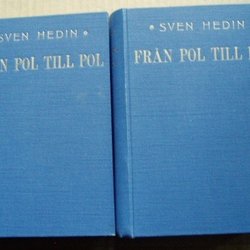 SVEN HEDIN
N POL TILL POL
SVEN HEDIN
FRÅN POL TILL P